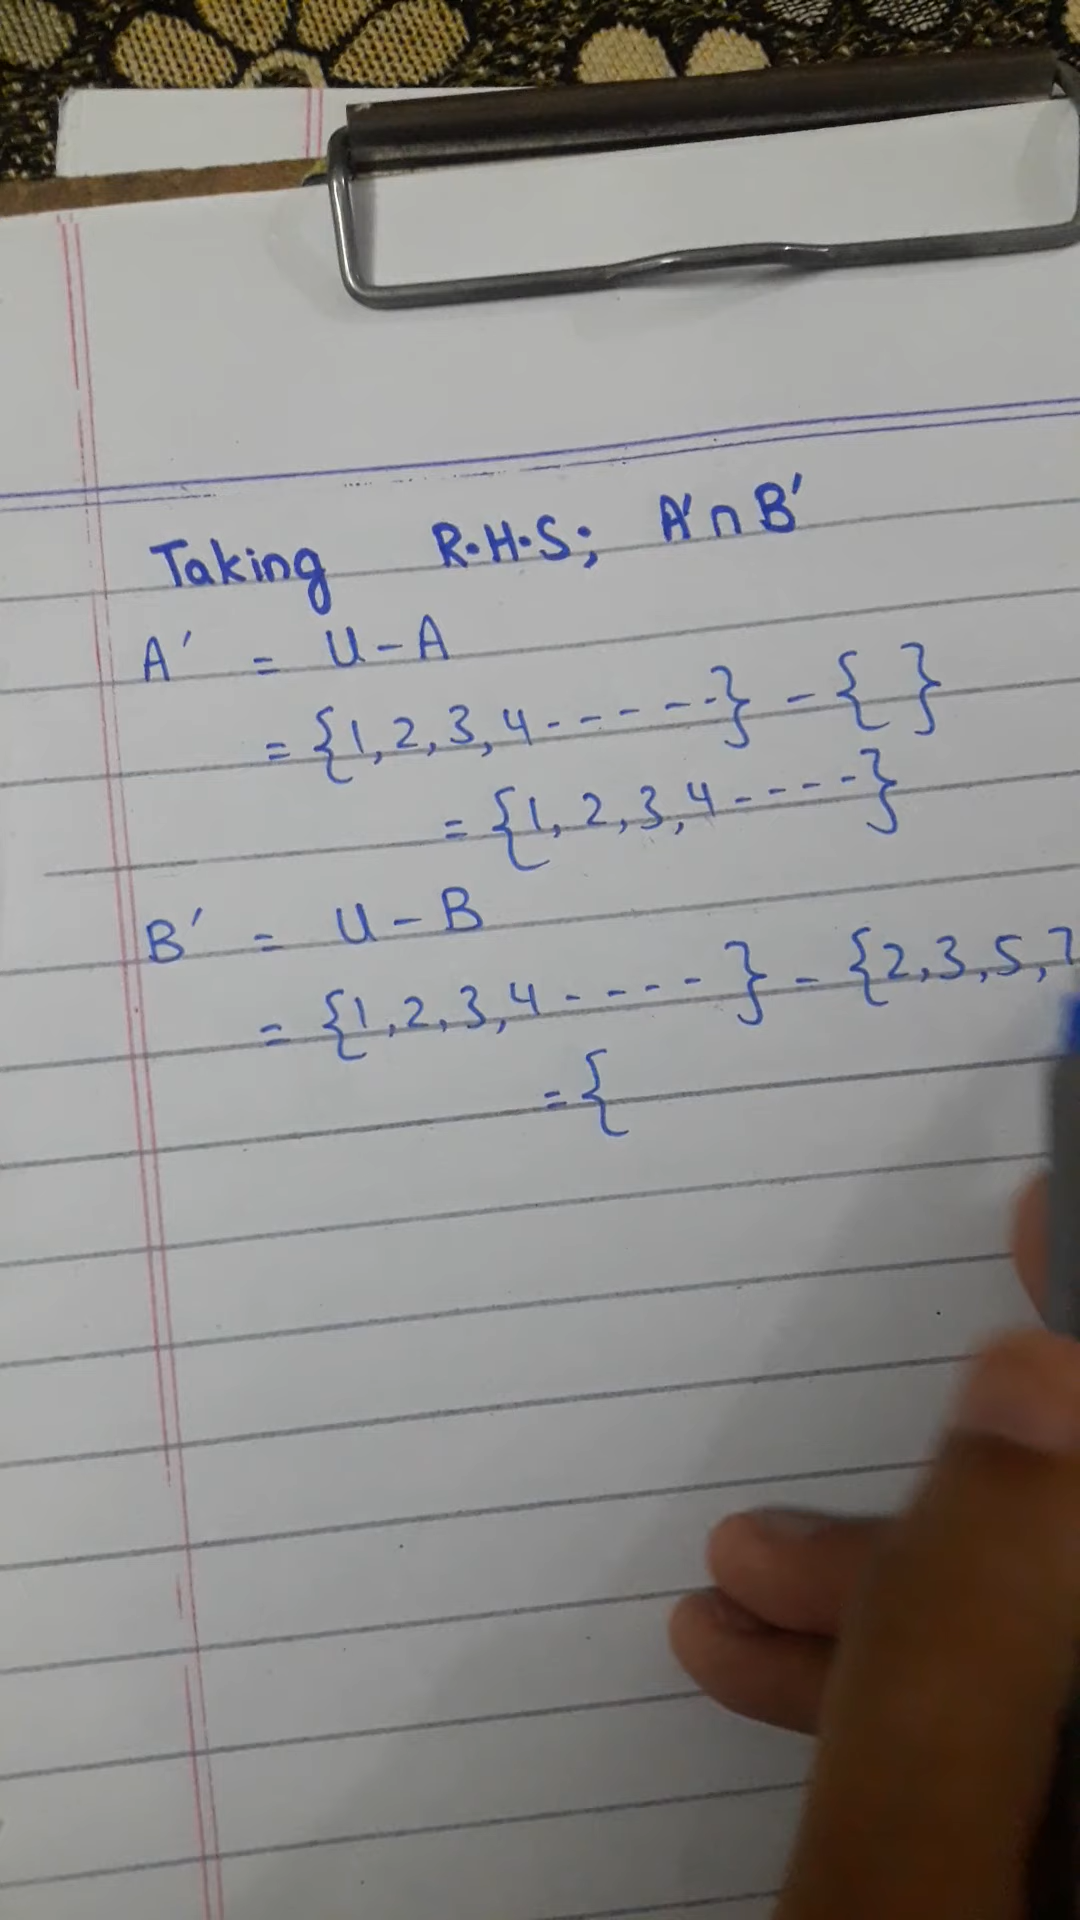 Taking R.H.S; A'∩B'
A' = U-A
= {1,2,3,4------} - { }
= {1,2,3,4-----}
B' = U-B
= {1,2,3,4-----} - {2,3,5,7
= {